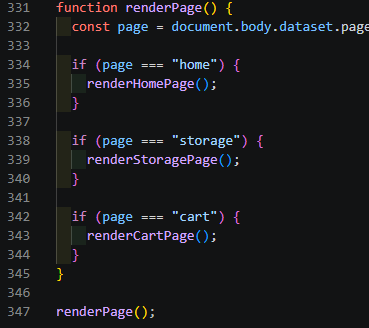 331 function renderPage() {
332   const page = document.body.dataset.page
333
334   if (page === "home") {
335     renderHomePage();
336   }
337
338   if (page === "storage") {
339     renderStoragePage();
340   }
341
342   if (page === "cart") {
343     renderCartPage();
344   }
345 }
346
347 renderPage();